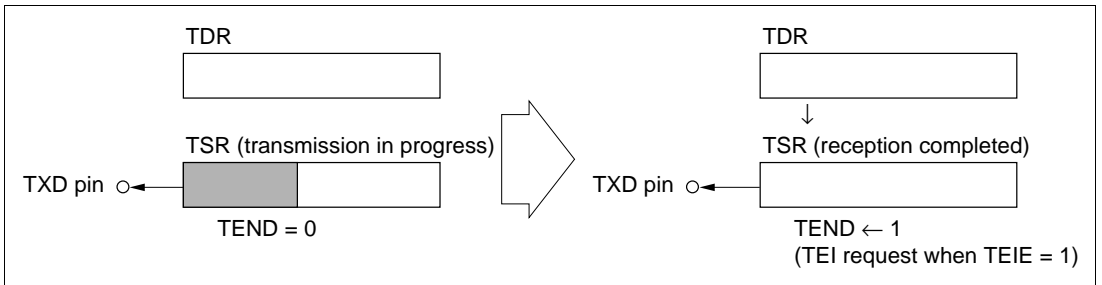 TDR
TSR (transmission in progress)
TXD pin
TEND = 0
TDR
↓
TSR (reception completed)
TXD pin
TEND ← 1
(TEI request when TEIE = 1)